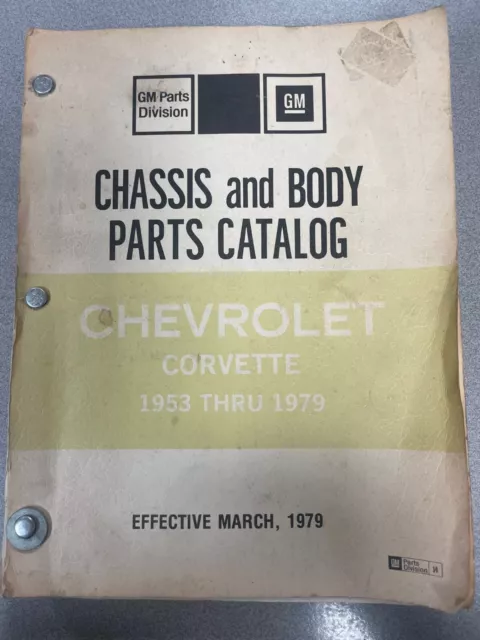 GM Parts
Division
GM
CHASSIS and BODY
PARTS CATALOG
CHEVROLET
CORVETTE
1953 THRU 1979
EFFECTIVE MARCH, 1979
GM
Parts
Division